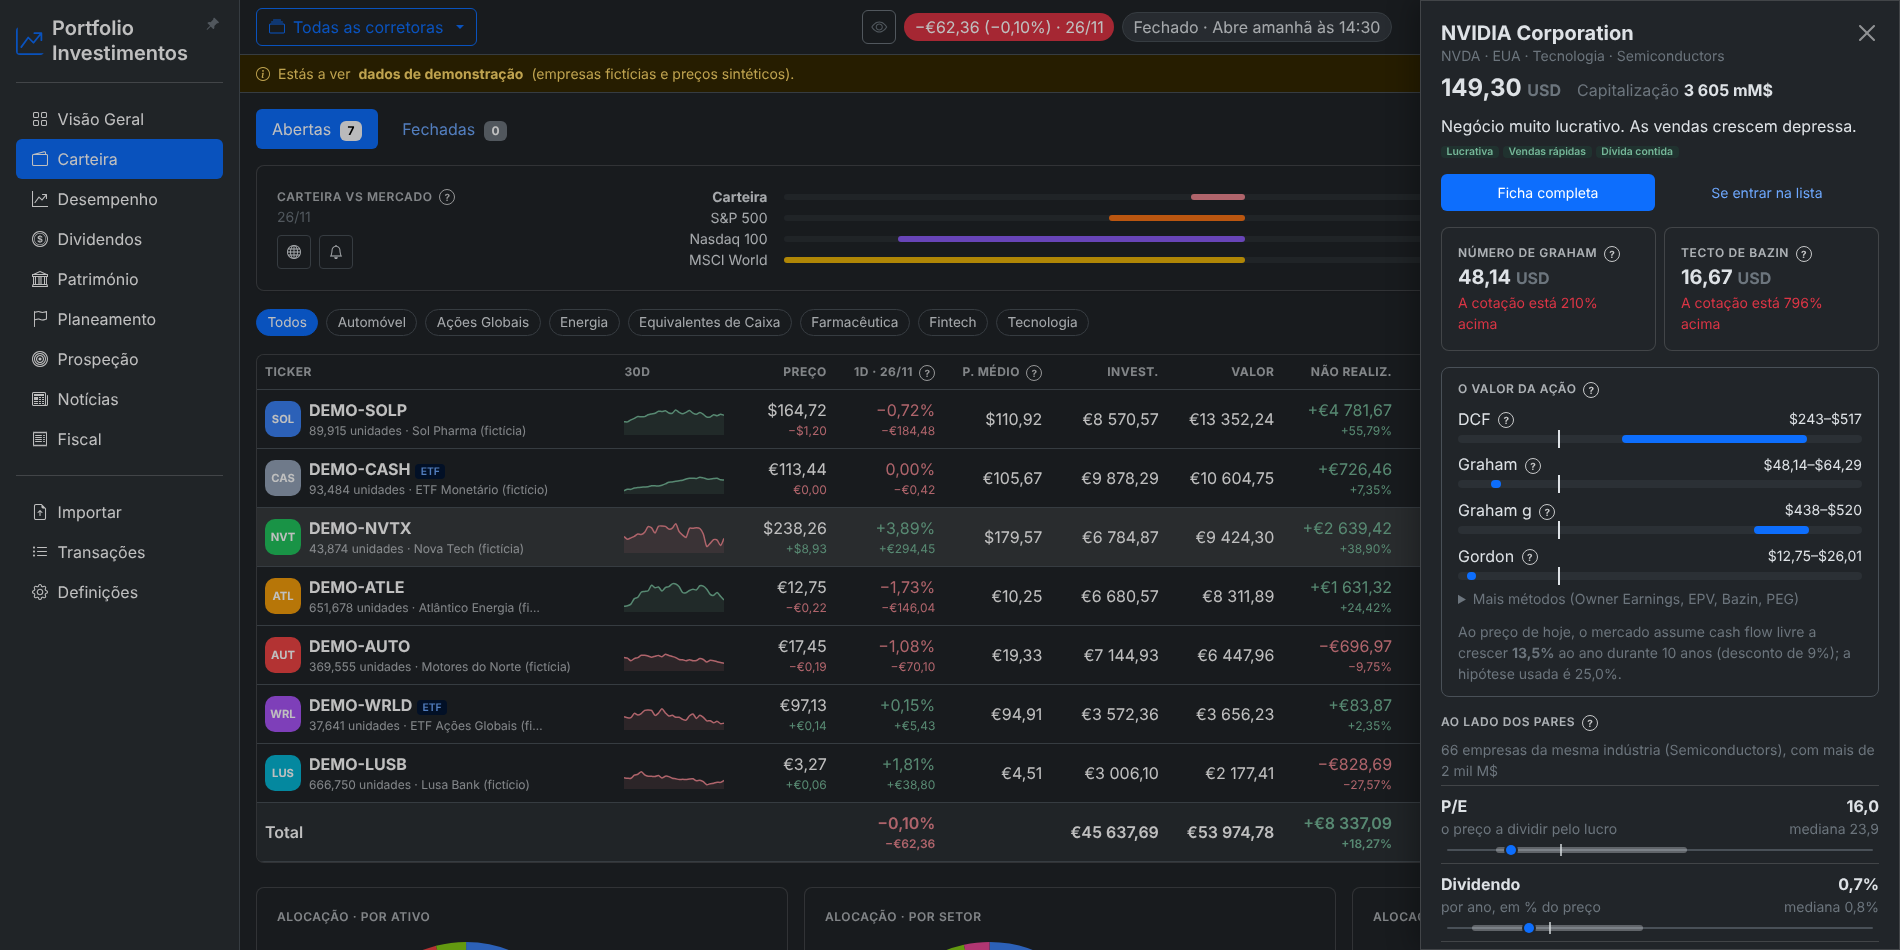 Portfolio
Investimentos
Visão Geral
Carteira
Desempenho
Dividendos
Património
Planeamento
Prospeção
Notícias
Fiscal
Importar
Transações
Definições
Todas as corretoras
−€62,36 (−0,10%) · 26/11
Fechado · Abre amanhã às 14:30
Estás a ver dados de demonstração (empresas fictícias e preços sintéticos).
Abertas 7
Fechadas 0
CARTEIRA VS MERCADO ?
26/11
Carteira
S&P 500
Nasdaq 100
MSCI World
Todos
Automóvel
Ações Globais
Energia
Equivalentes de Caixa
Farmacêutica
Fintech
Tecnologia
TICKER 30D PREÇO 1D · 26/11 ? P. MÉDIO ? INVEST. VALOR NÃO REALIZ.
SOL DEMO-SOLP $164,72 −0,72% $110,92 €8 570,57 €13 352,24 +€4 781,67
89,915 unidades · Sol Pharma (fictícia) −$1,20 −€184,48 +55,79%
CAS DEMO-CASH ETF €113,44 0,00% €105,67 €9 878,29 €10 604,75 +€726,46
93,484 unidades · ETF Monetário (fictício) €0,00 −€0,42 +7,35%
NVT DEMO-NVTX $238,26 +3,89% $179,57 €6 784,87 €9 424,30 +€2 639,42
43,874 unidades · Nova Tech (fictícia) +$8,93 +€294,45 +38,90%
ATL DEMO-ATLE €12,75 −1,73% €10,25 €6 680,57 €8 311,89 +€1 631,32
651,678 unidades · Atlântico Energia (fi... −€0,22 −€146,04 +24,42%
AUT DEMO-AUTO €17,45 −1,08% €19,33 €7 144,93 €6 447,96 −€696,97
369,555 unidades · Motores do Norte (fictícia) −€0,19 −€70,10 −9,75%
WRL DEMO-WRLD ETF €97,13 +0,15% €94,91 €3 572,36 €3 656,23 +€83,87
37,641 unidades · ETF Ações Globais (fi... +€0,14 +€5,43 +2,35%
LUS DEMO-LUSB €3,27 +1,81% €4,51 €3 006,10 €2 177,41 −€828,69
666,750 unidades · Lusa Bank (fictício) +€0,06 +€38,80 −27,57%
Total −0,10% €45 637,69 €53 974,78 +€8 337,09
−€62,36 +18,27%
ALOCAÇÃO · POR ATIVO
ALOCAÇÃO · POR SETOR
ALOCAÇ
NVIDIA Corporation
NVDA · EUA · Tecnologia · Semiconductors
149,30 USD Capitalização 3 605 mM$
Negócio muito lucrativo. As vendas crescem depressa.
Lucrativa Vendas rápidas Dívida contida
Ficha completa
Se entrar na lista
NÚMERO DE GRAHAM ?
48,14 USD
A cotação está 210%
acima
TECTO DE BAZIN ?
16,67 USD
A cotação está 796%
acima
O VALOR DA AÇÃO ?
DCF ? $243–$517
Graham ? $48,14–$64,29
Graham g ? $438–$520
Gordon ? $12,75–$26,01
Mais métodos (Owner Earnings, EPV, Bazin, PEG)
Ao preço de hoje, o mercado assume cash flow livre a
crescer 13,5% ao ano durante 10 anos (desconto de 9%); a
hipótese usada é 25,0%.
AO LADO DOS PARES ?
66 empresas da mesma indústria (Semiconductors), com mais de
2 mil M$
P/E 16,0
o preço a dividir pelo lucro mediana 23,9
Dividendo 0,7%
por ano, em % do preço mediana 0,8%